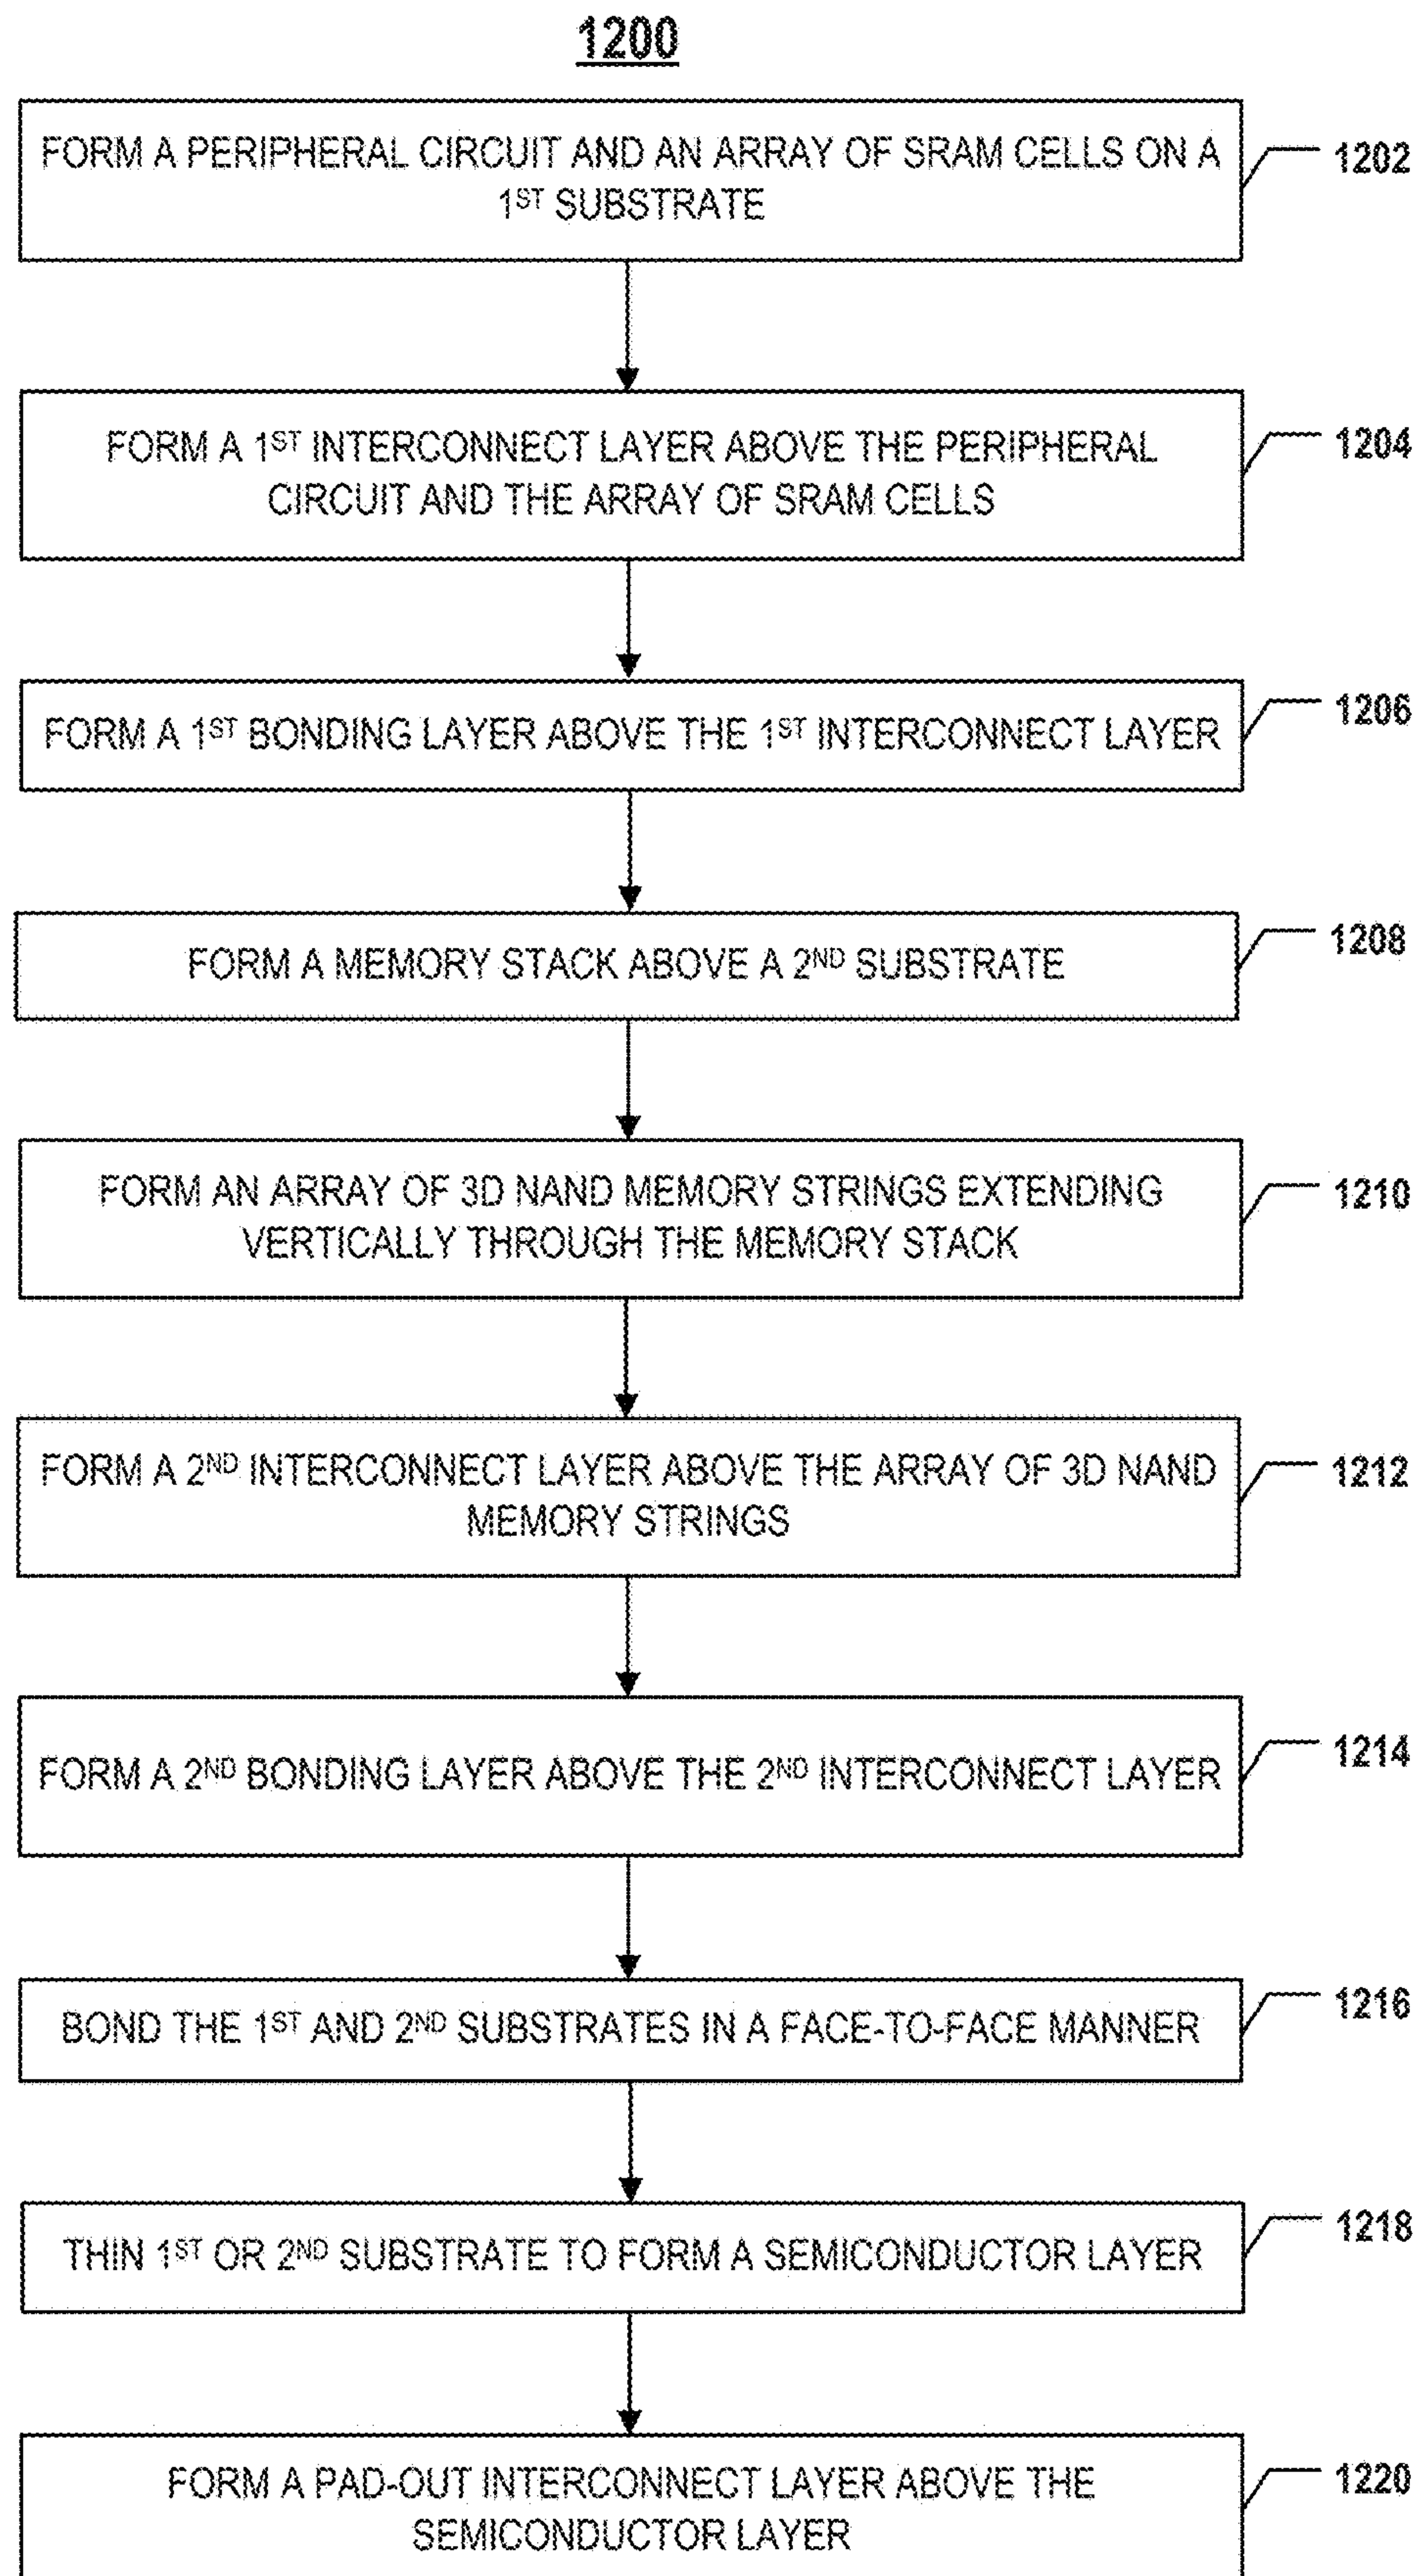 1200
FORM A PERIPHERAL CIRCUIT AND AN ARRAY OF SRAM CELLS ON A
1ST SUBSTRATE
1202
FORM A 1ST INTERCONNECT LAYER ABOVE THE PERIPHERAL
CIRCUIT AND THE ARRAY OF SRAM CELLS
1204
FORM A 1ST BONDING LAYER ABOVE THE 1ST INTERCONNECT LAYER
1206
FORM A MEMORY STACK ABOVE A 2ND SUBSTRATE
1208
FORM AN ARRAY OF 3D NAND MEMORY STRINGS EXTENDING
VERTICALLY THROUGH THE MEMORY STACK
1210
FORM A 2ND INTERCONNECT LAYER ABOVE THE ARRAY OF 3D NAND
MEMORY STRINGS
1212
FORM A 2ND BONDING LAYER ABOVE THE 2ND INTERCONNECT LAYER
1214
BOND THE 1ST AND 2ND SUBSTRATES IN A FACE-TO-FACE MANNER
1216
THIN 1ST OR 2ND SUBSTRATE TO FORM A SEMICONDUCTOR LAYER
1218
FORM A PAD-OUT INTERCONNECT LAYER ABOVE THE
SEMICONDUCTOR LAYER
1220